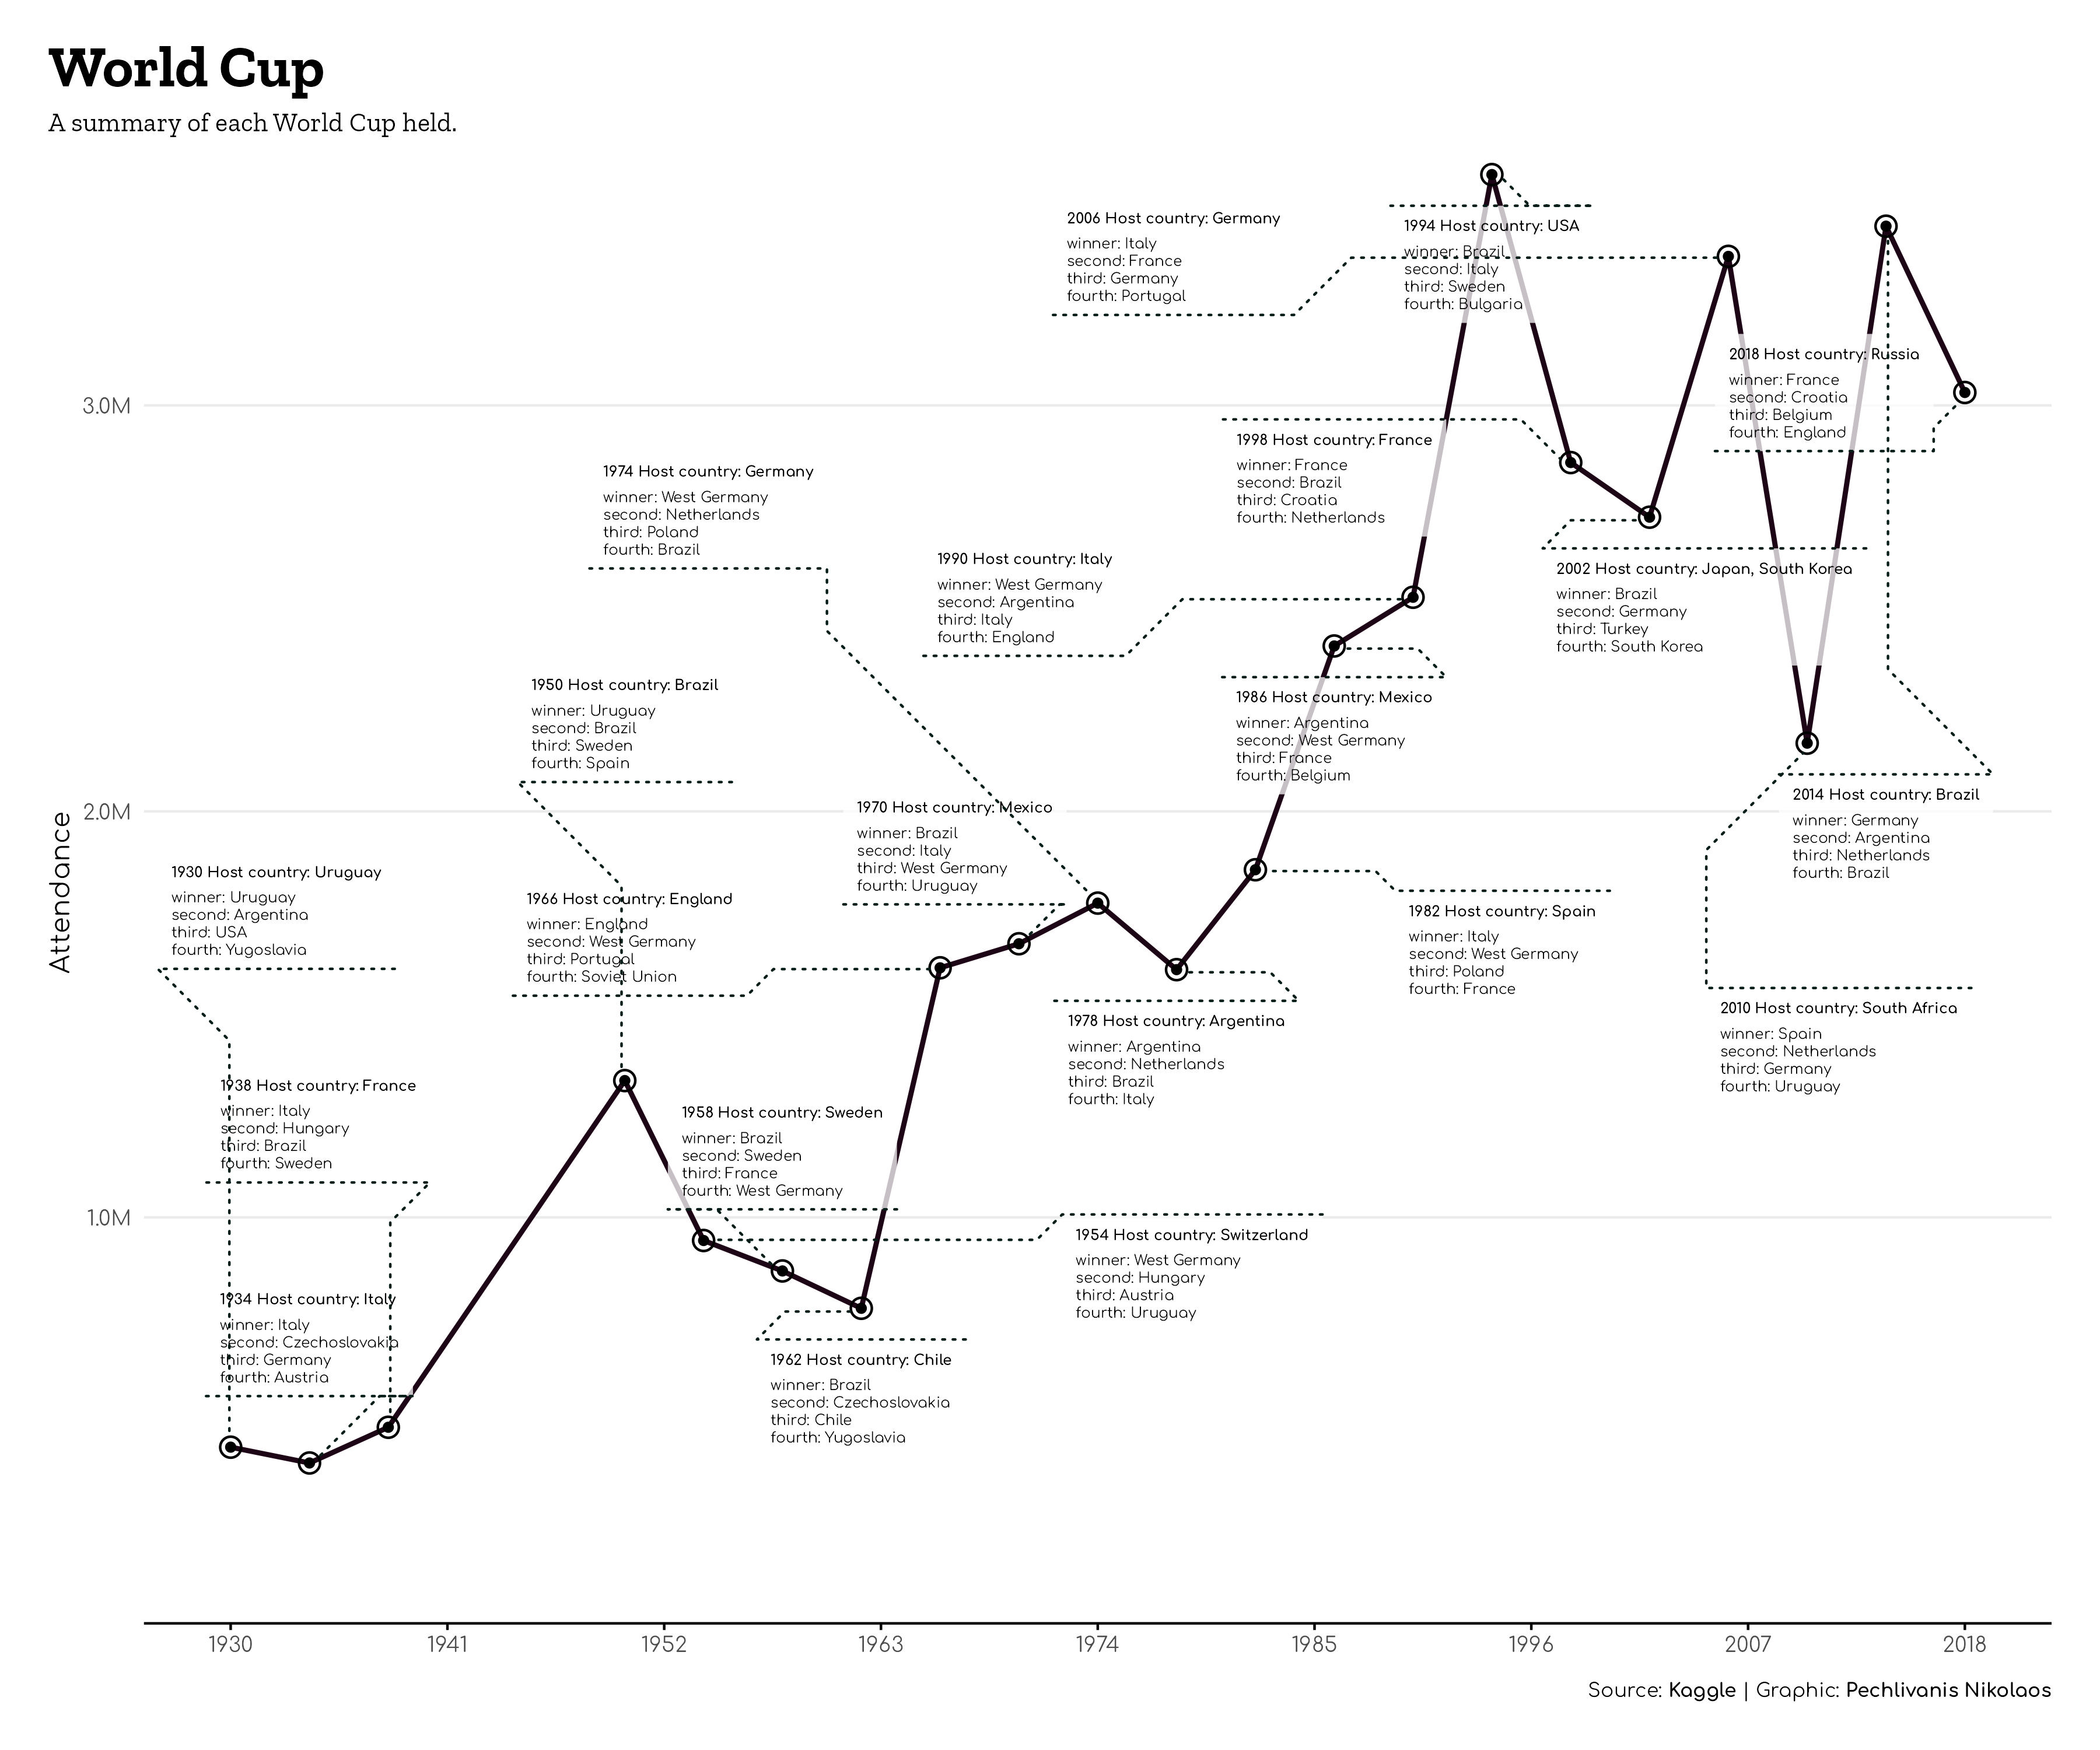 World Cup
A summary of each World Cup held.
2006 Host country: Germany
winner: Italy
second: France
third: Germany
fourth: Portugal
1994 Host country: USA
winner: Brazil
second: Italy
third: Sweden
fourth: Bulgaria
2018 Host country: Russia
winner: France
second: Croatia
third: Belgium
fourth: England
3.0M
1998 Host country: France
winner: France
second: Brazil
third: Croatia
fourth: Netherlands
1974 Host country: Germany
winner: West Germany
second: Netherlands
third: Poland
fourth: Brazil
1990 Host country: Italy
winner: West Germany
second: Argentina
third: Italy
fourth: England
2002 Host country: Japan, South Korea
winner: Brazil
second: Germany
third: Turkey
fourth: South Korea
1950 Host country: Brazil
winner: Uruguay
second: Brazil
third: Sweden
fourth: Spain
1986 Host country: Mexico
winner: Argentina
second: West Germany
third: France
fourth: Belgium
2014 Host country: Brazil
winner: Germany
second: Argentina
third: Netherlands
fourth: Brazil
1970 Host country: Mexico
winner: Brazil
second: Italy
third: West Germany
fourth: Uruguay
2.0M
Attendance
1930 Host country: Uruguay
winner: Uruguay
second: Argentina
third: USA
fourth: Yugoslavia
1966 Host country: England
winner: England
second: West Germany
third: Portugal
fourth: Soviet Union
1982 Host country: Spain
winner: Italy
second: West Germany
third: Poland
fourth: France
2010 Host country: South Africa
winner: Spain
second: Netherlands
third: Germany
fourth: Uruguay
1978 Host country: Argentina
winner: Argentina
second: Netherlands
third: Brazil
fourth: Italy
1938 Host country: France
winner: Italy
second: Hungary
third: Brazil
fourth: Sweden
1958 Host country: Sweden
winner: Brazil
second: Sweden
third: France
fourth: West Germany
1.0M
1954 Host country: Switzerland
winner: West Germany
second: Hungary
third: Austria
fourth: Uruguay
1934 Host country: Italy
winner: Italy
second: Czechoslovakia
third: Germany
fourth: Austria
1962 Host country: Chile
winner: Brazil
second: Czechoslovakia
third: Chile
fourth: Yugoslavia
1930 1941 1952 1963 1974 1985 1996 2007 2018
Source: Kaggle | Graphic: Pechlivanis Nikolaos